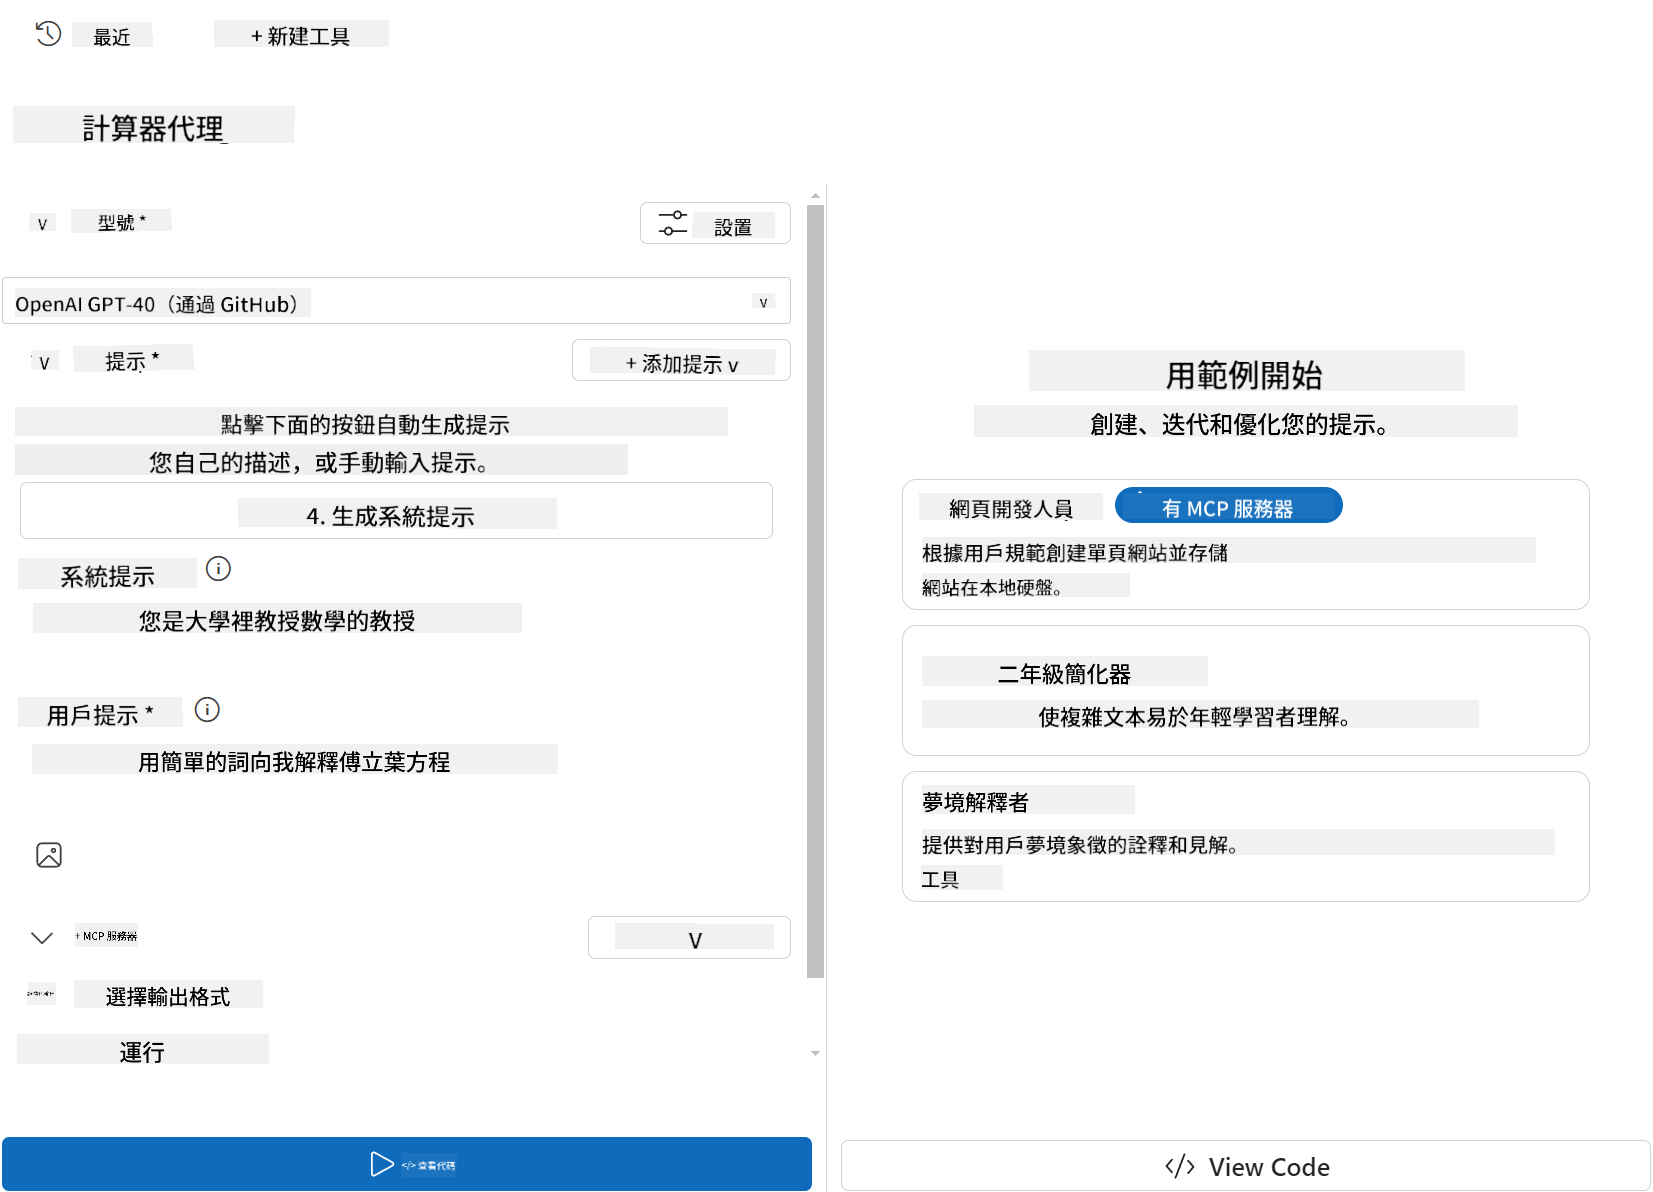 最近
+ 新建工具
計算器代理
v 型號 *
設置
OpenAI GPT-40（通過 GitHub） v
v 提示 *
+ 添加提示 v
點擊下面的按鈕自動生成提示
您自己的描述，或手動輸入提示。
4. 生成系統提示
系統提示
您是大學裡教授數學的教授
用戶提示 *
用簡單的詞向我解釋傅立葉方程
+ MCP 服務器
V
選擇輸出格式
運行
</> 查看代碼
用範例開始
創建、迭代和優化您的提示。
網頁開發人員
有 MCP 服務器
根據用戶規範創建單頁網站並存儲
網站在本地硬盤。
二年級簡化器
使複雜文本易於年輕學習者理解。
夢境解釋者
提供對用戶夢境象徵的詮釋和見解。
工具
</> View Code